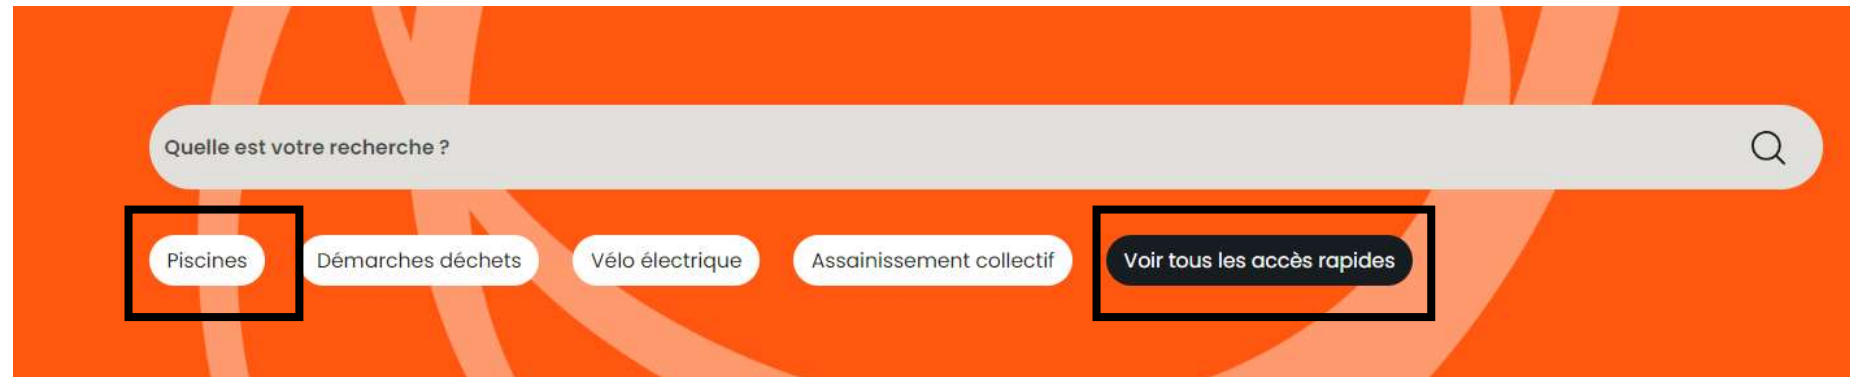 Quelle est votre recherche ?
Piscines
Démarches déchets
Vélo électrique
Assainissement collectif
Voir tous les accès rapides